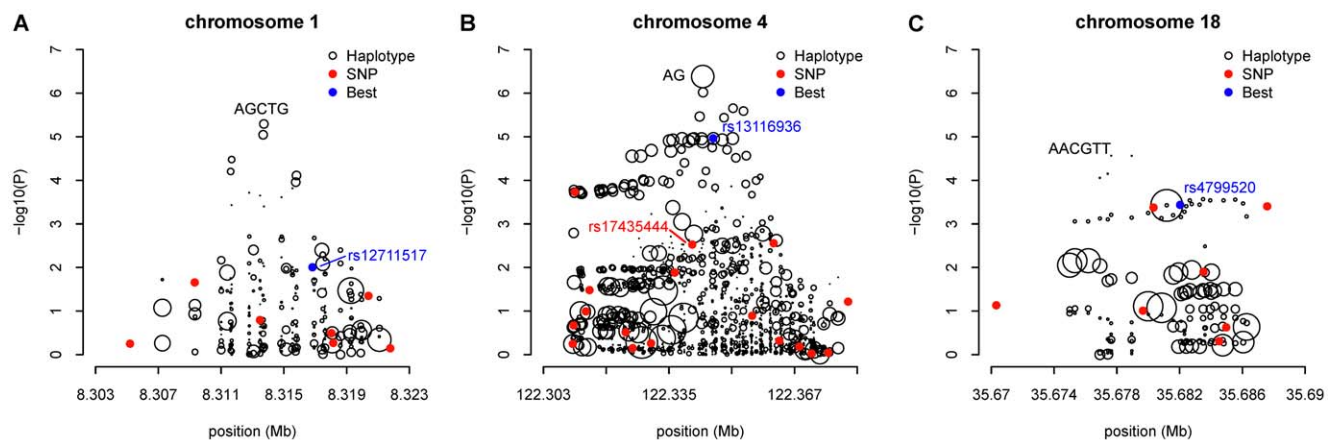 A
chromosome 1
7
6
5
4
3
2
1
0
−log10(P)
Haplotype
SNP
Best
AGCTG
rs12711517
8.303
8.307
8.311
8.315
8.319
8.323
position (Mb)
B
chromosome 4
7
6
5
4
3
2
1
0
−log10(P)
Haplotype
SNP
Best
AG
rs13116936
rs17435444
122.303
122.335
122.367
position (Mb)
C
chromosome 18
7
6
5
4
3
2
1
0
−log10(P)
Haplotype
SNP
Best
AACGTT
rs4799520
35.67
35.674
35.678
35.682
35.686
35.69
position (Mb)